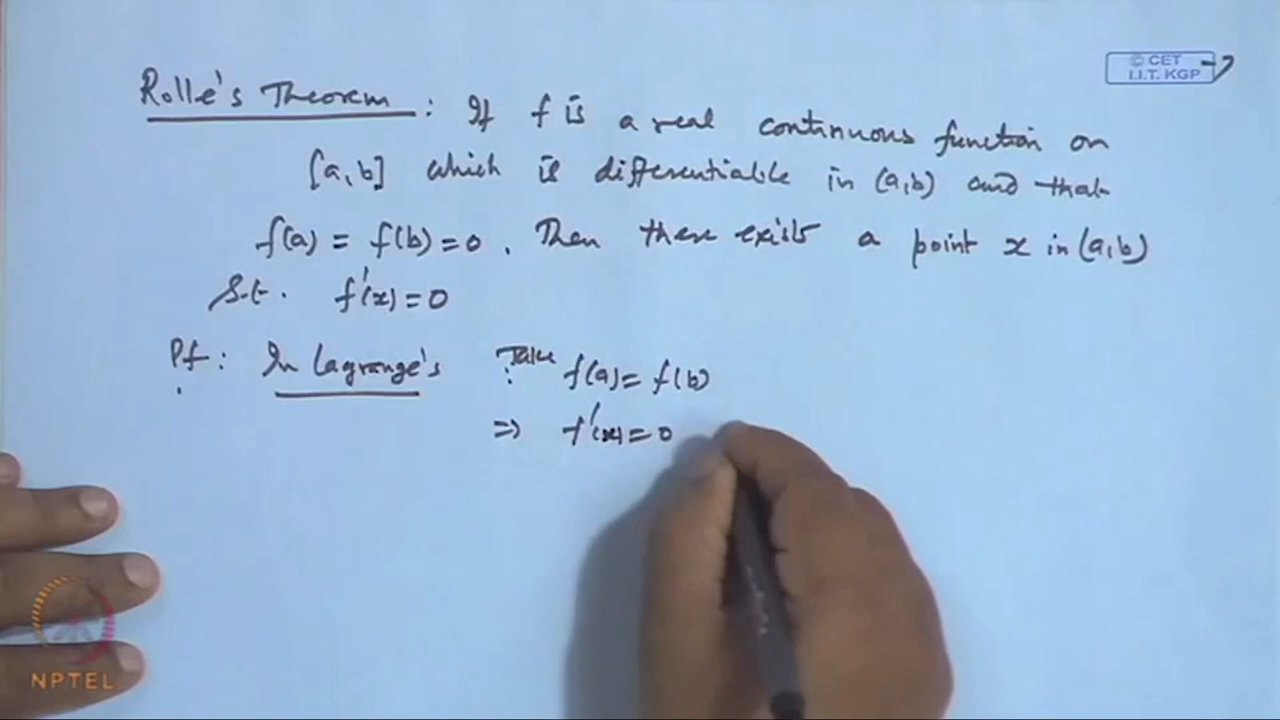 © CET
I.I.T. KGP
Rolle's Theorem : If f is a real continuous function on
[a,b] which is differentiable in (a,b) and that
f(a) = f(b) = 0 . Then there exists a point x in (a,b)
S.t. f'(x) = 0
Pf : In Lagrange's Take f(a) = f(b)
⇒ f'(x) = 0
NPTEL